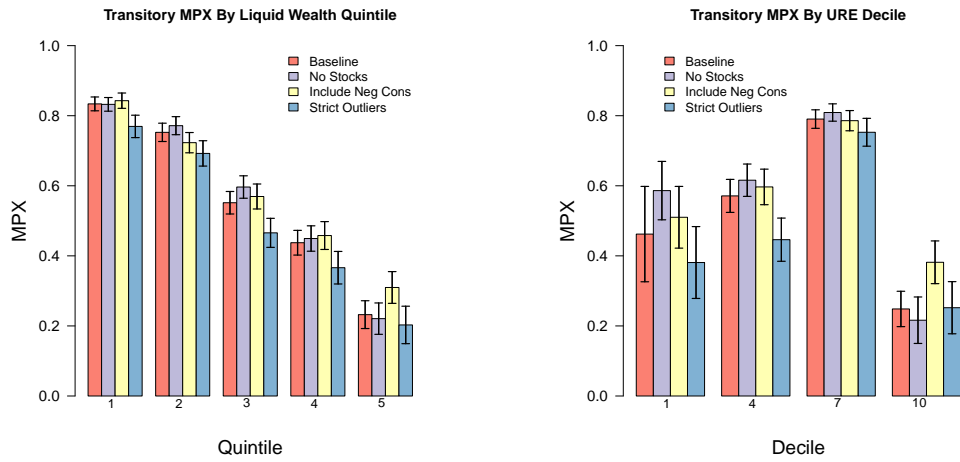 Transitory MPX By Liquid Wealth Quintile
1.0
0.8
0.6
0.4
0.2
0.0
MPX
Baseline
No Stocks
Include Neg Cons
Strict Outliers
1 2 3 4 5
Quintile
Transitory MPX By URE Decile
1.0
0.8
0.6
0.4
0.2
0.0
MPX
Baseline
No Stocks
Include Neg Cons
Strict Outliers
1 4 7 10
Decile